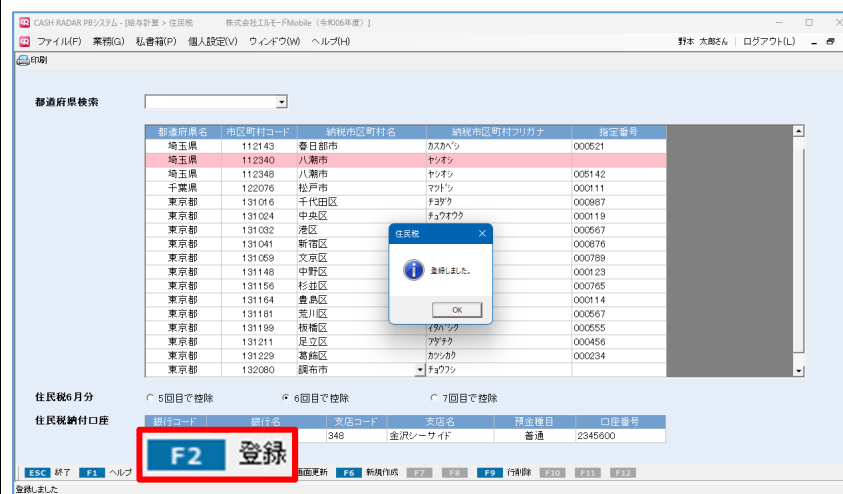 CASH RADAR PBシステム - [給与計算 > 住民税 株式会社エルモードMobile（令和06年度）]
ファイル(F) 業務(G) 私書箱(P) 個人設定(V) ウィンドウ(W) ヘルプ(H) 野本 太郎さん | ログアウト(L)
印刷
都道府県検索
都道府県名 市区町村コード 納税市区町村名 納税市区町村フリガナ 指定番号
埼玉県 112143 春日部市 ｶｽｶﾍﾞｼ 000521
埼玉県 112340 八潮市 ﾔｼｵｼ
埼玉県 112348 八潮市 ﾔｼｵｼ 005142
千葉県 122076 松戸市 ﾏﾂﾄﾞｼ 000111
東京都 131016 千代田区 ﾁﾖﾀﾞｸ 000987
東京都 131024 中央区 ﾁｭｳｵｳｸ 000119
東京都 131032 港区 000567
東京都 131041 新宿区 000876
東京都 131059 文京区 000789
東京都 131148 中野区 000123
東京都 131156 杉並区 000765
東京都 131164 豊島区 000114
東京都 131181 荒川区 000567
東京都 131199 板橋区 ｲﾀﾊﾞｼｸ 000555
東京都 131211 足立区 ｱﾀﾞﾁｸ 000456
東京都 131229 葛飾区 ｶﾂｼｶｸ 000234
東京都 132080 調布市 ﾁｮｳﾌｼ
住民税
登録しました。
OK
住民税6月分 5回目で控除 6回目で控除 7回目で控除
住民税納付口座 銀行コード 銀行名 支店コード 支店名 預金種目 口座番号
348 金沢シーサイド 普通 2345600
F2 登録
ESC 終了 F1 ヘルプ 画面更新 F6 新規作成 F7 F8 F9 行削除 F10 F11 F12
登録しました